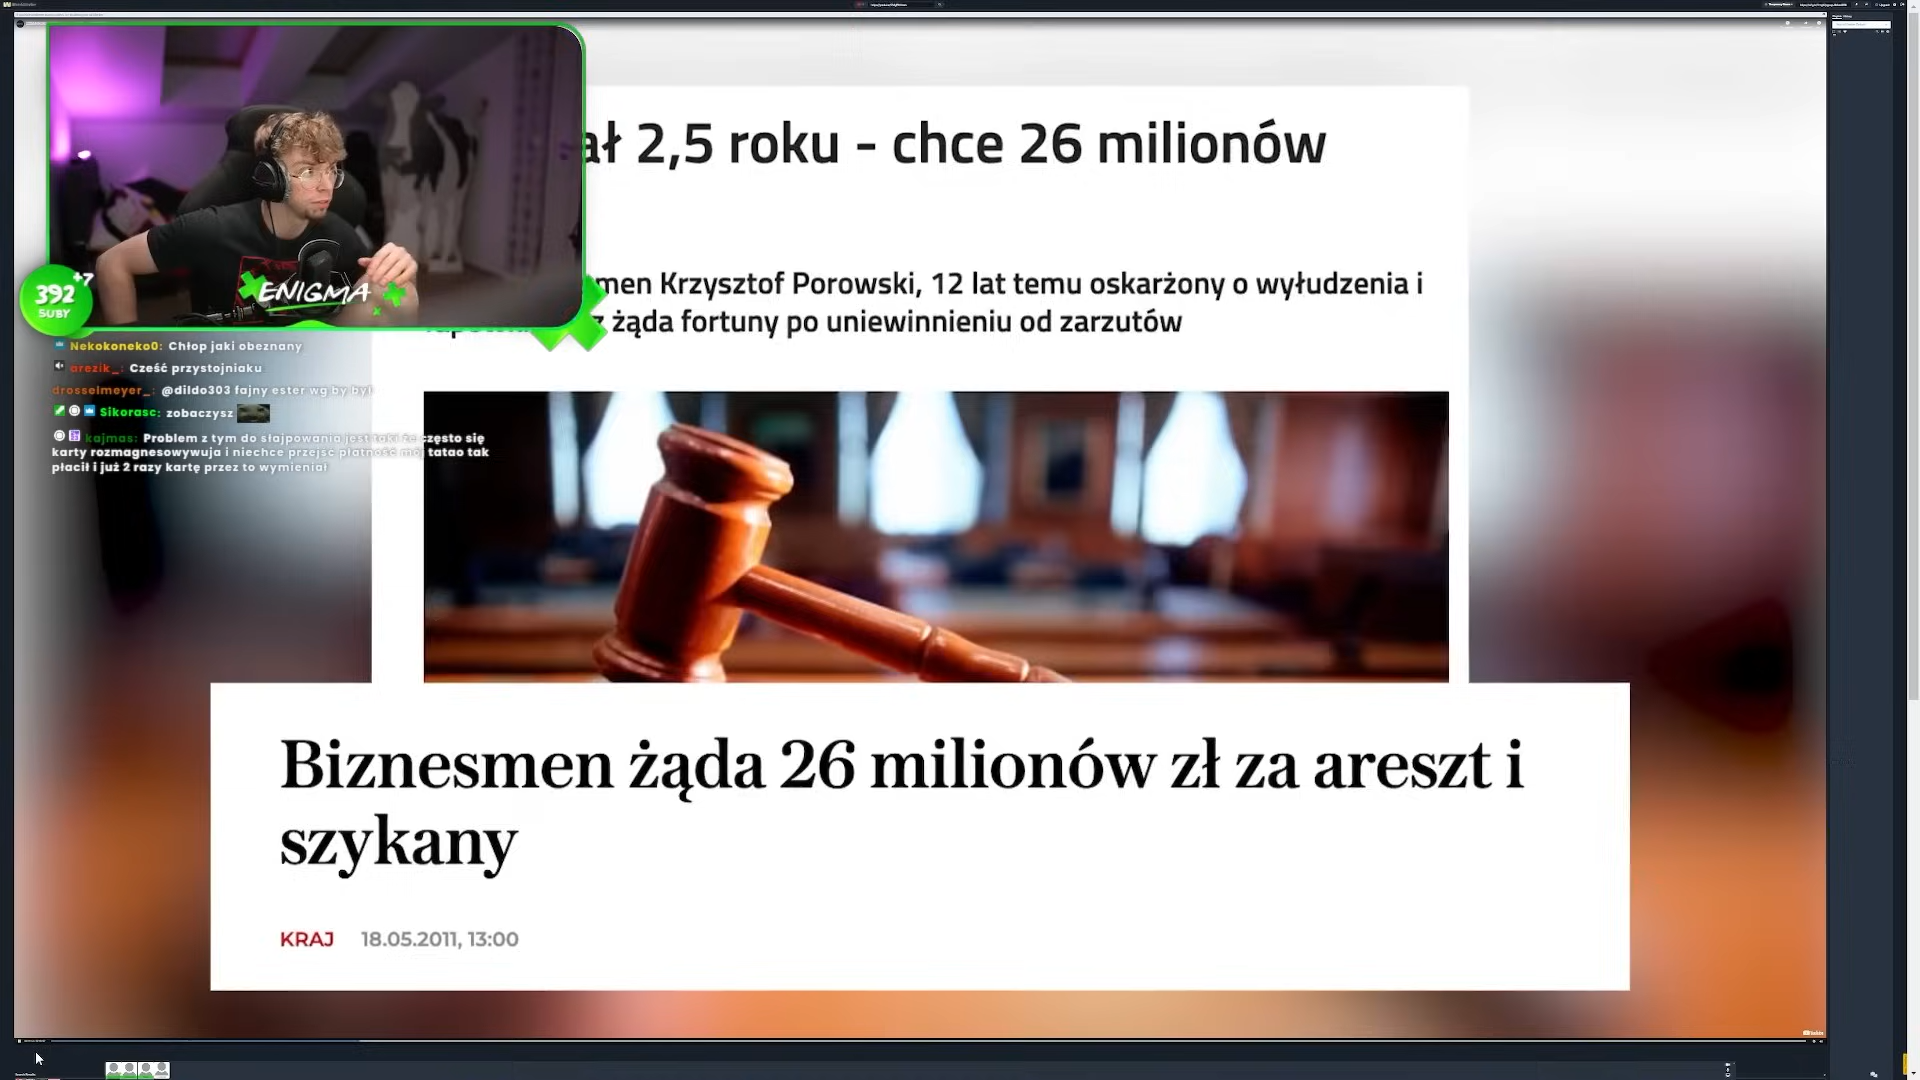 ał 2,5 roku - chce 26 milionów
men Krzysztof Porowski, 12 lat temu oskarżony o wyłudzenia i
z żąda fortuny po uniewinnieniu od zarzutów
392
+7
SUBY
ENIGMA
Nekokoneko0: Chłop jaki obeznany
arezik_: Cześć przystojniaku
drosselmeyer_: @dildo303 fajny ester wg by był
Sikorasc: zobaczysz
kajmas: Problem z tym do słajpowania jest taki że często się
karty rozmagnesowywuja i niechce przejść płatność mój tatao tak
płacił i już 2 razy kartę przez to wymieniał
Biznesmen żąda 26 milionów zł za areszt i
szykany
KRAJ 18.05.2011, 13:00